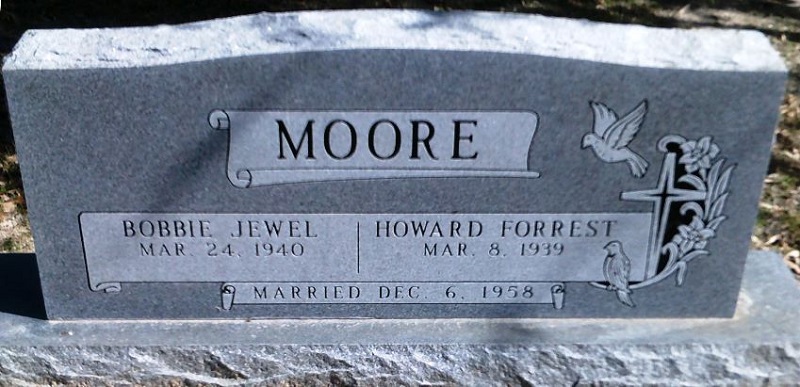 MOORE
BOBBIE JEWEL
MAR. 24, 1940
HOWARD FORREST
MAR. 8, 1939
MARRIED DEC. 6, 1958